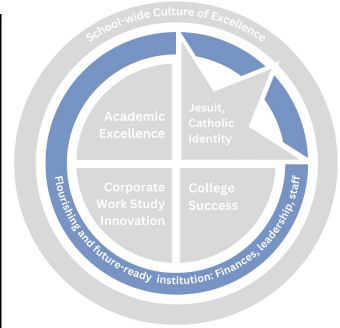 School-wide Culture of Excellence
Academic
Excellence
Jesuit,
Catholic
Identity
Corporate
Work Study
Innovation
College
Success
Flourishing and future-ready institution: Finances, leadership, staff